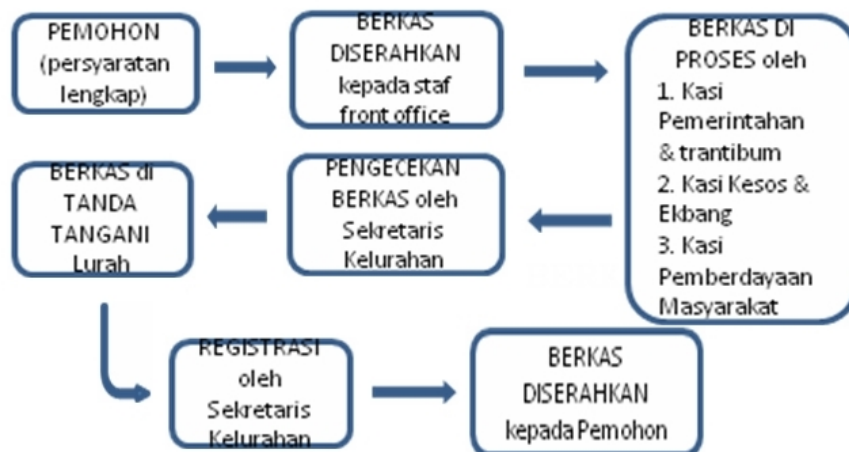 PEMOHON
(persyaratan
lengkap)
BERKAS
DISERAHKAN
kepada staf
front office
BERKAS DI
PROSES oleh
1. Kasi
Pemerintahan
& trantibum
2. Kasi Kesos &
Ekbang
3. Kasi
Pemberdayaan
Masyarakat
PENGECEKAN
BERKAS oleh
Sekretaris
Kelurahan
BERKAS di
TANDA
TANGANI
Lurah
REGISTRASI
oleh
Sekretaris
Kelurahan
BERKAS
DISERAHKAN
kepada Pemohon